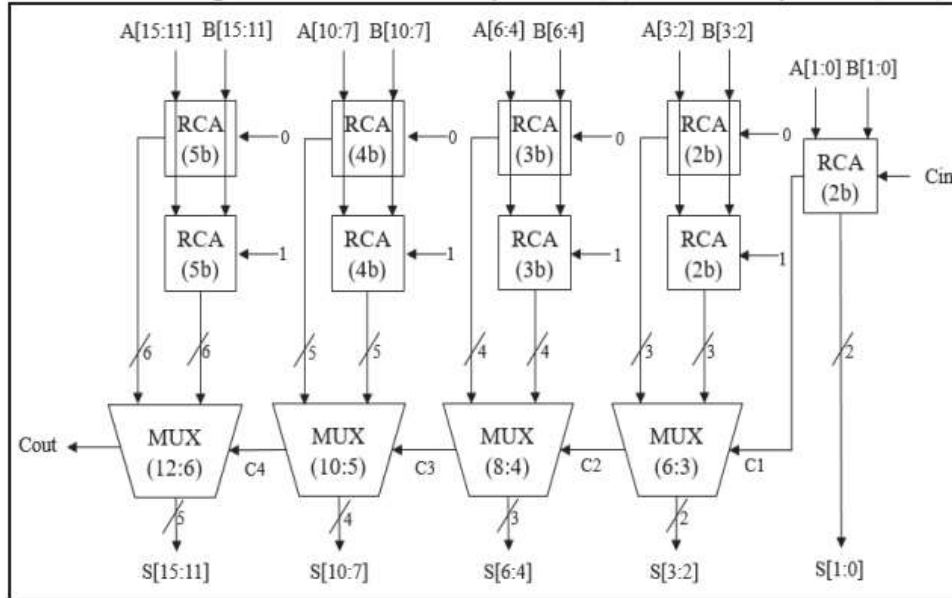 A[15:11] B[15:11] A[10:7] B[10:7] A[6:4] B[6:4] A[3:2] B[3:2]
A[1:0] B[1:0]
RCA
(5b)
0
RCA
(4b)
0
RCA
(3b)
0
RCA
(2b)
0
RCA
(2b)
Cin
RCA
(5b)
1
RCA
(4b)
1
RCA
(3b)
1
RCA
(2b)
1
6 6 5 5 4 4 3 3 2
Cout
MUX
(12:6)
C4
MUX
(10:5)
C3
MUX
(8:4)
C2
MUX
(6:3)
C1
5 4 3 2
S[15:11] S[10:7] S[6:4] S[3:2] S[1:0]